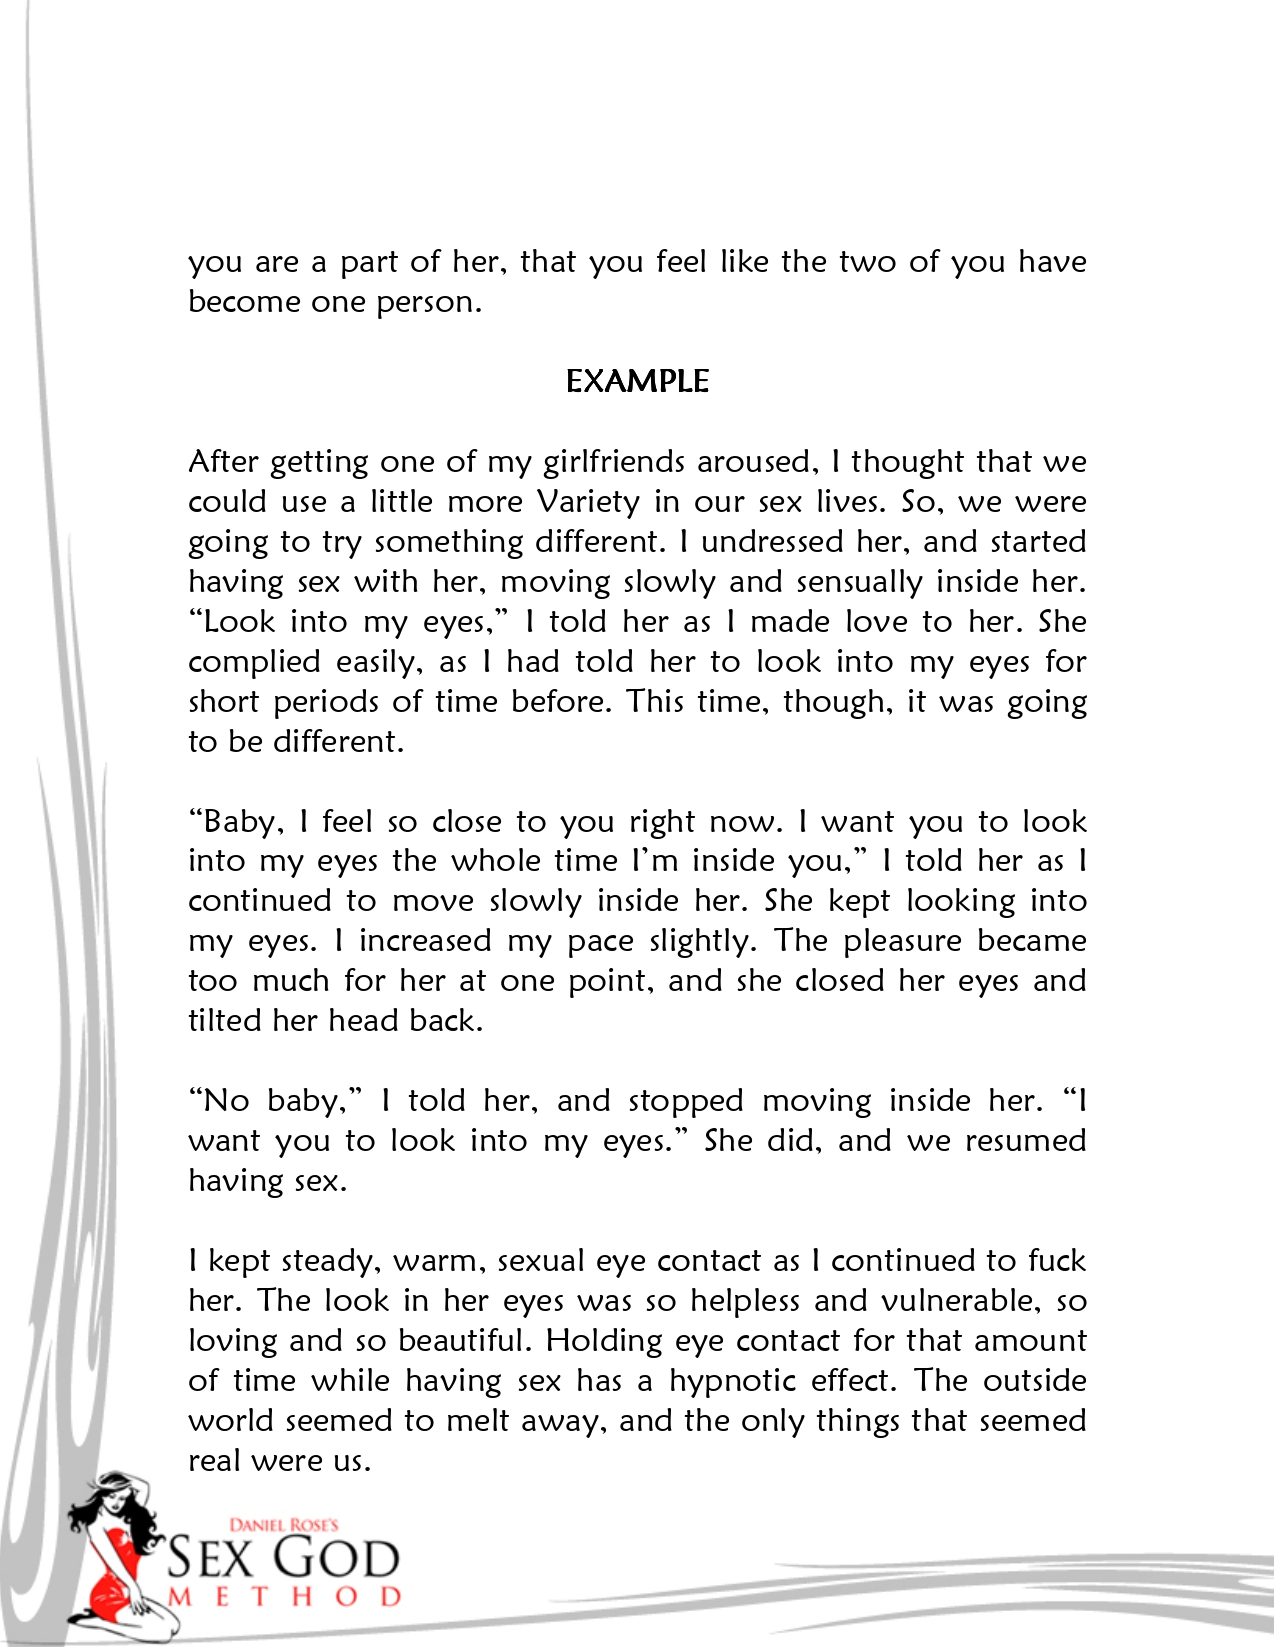 you are a part of her, that you feel like the two of you have
become one person.
EXAMPLE
After getting one of my girlfriends aroused, I thought that we
could use a little more Variety in our sex lives. So, we were
going to try something different. I undressed her, and started
having sex with her, moving slowly and sensually inside her.
“Look into my eyes,” I told her as I made love to her. She
complied easily, as I had told her to look into my eyes for
short periods of time before. This time, though, it was going
to be different.
“Baby, I feel so close to you right now. I want you to look
into my eyes the whole time I’m inside you,” I told her as I
continued to move slowly inside her. She kept looking into
my eyes. I increased my pace slightly. The pleasure became
too much for her at one point, and she closed her eyes and
tilted her head back.
“No baby,” I told her, and stopped moving inside her. “I
want you to look into my eyes.” She did, and we resumed
having sex.
I kept steady, warm, sexual eye contact as I continued to fuck
her. The look in her eyes was so helpless and vulnerable, so
loving and so beautiful. Holding eye contact for that amount
of time while having sex has a hypnotic effect. The outside
world seemed to melt away, and the only things that seemed
real were us.
DANIEL ROSE'S
SEX GOD
METHOD